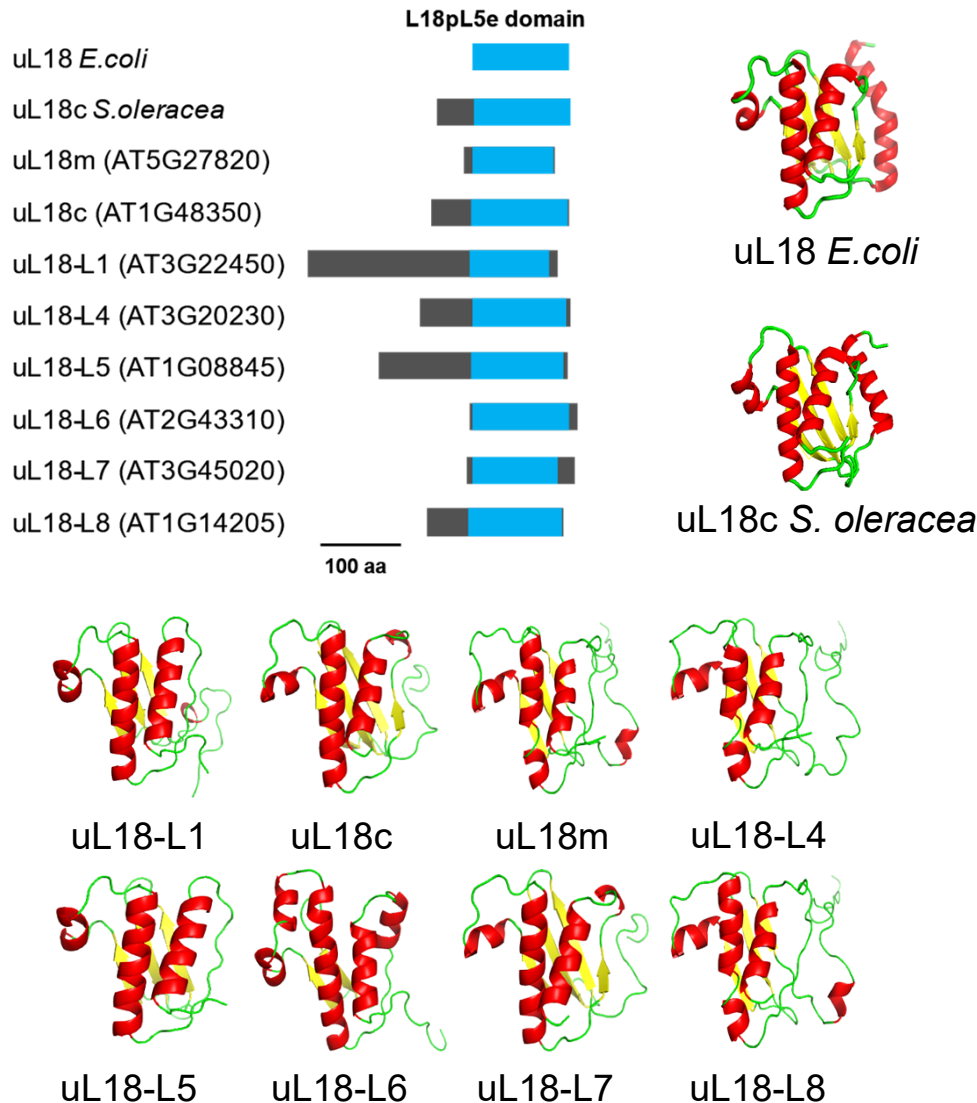 L18pL5e domain
uL18 E.coli
uL18c S.oleracea
uL18m (AT5G27820)
uL18c (AT1G48350)
uL18-L1 (AT3G22450)
uL18-L4 (AT3G20230)
uL18-L5 (AT1G08845)
uL18-L6 (AT2G43310)
uL18-L7 (AT3G45020)
uL18-L8 (AT1G14205)
100 aa
uL18 E.coli
uL18c S. oleracea
uL18-L1 uL18c uL18m uL18-L4
uL18-L5 uL18-L6 uL18-L7 uL18-L8